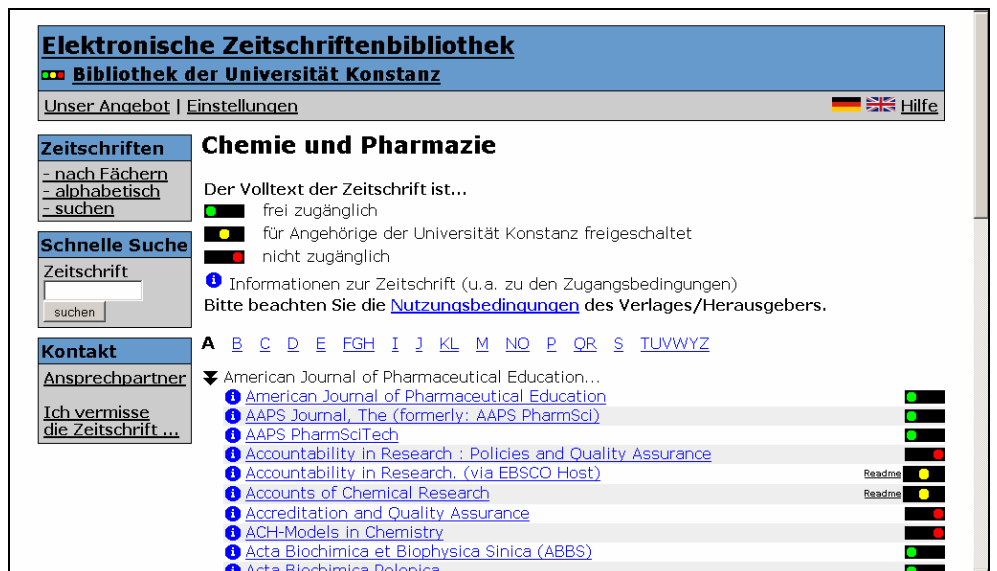 Elektronische Zeitschriftenbibliothek
Bibliothek der Universität Konstanz
Unser Angebot | Einstellungen
Hilfe
Zeitschriften
- nach Fächern
- alphabetisch
- suchen
Schnelle Suche
Zeitschrift
suchen
Kontakt
Ansprechpartner
Ich vermisse
die Zeitschrift ...
Chemie und Pharmazie
Der Volltext der Zeitschrift ist...
frei zugänglich
für Angehörige der Universität Konstanz freigeschaltet
nicht zugänglich
Informationen zur Zeitschrift (u.a. zu den Zugangsbedingungen)
Bitte beachten Sie die Nutzungsbedingungen des Verlages/Herausgebers.
A B C D E FGH I J KL M NO P QR S TUVWYZ
American Journal of Pharmaceutical Education...
American Journal of Pharmaceutical Education
AAPS Journal, The (formerly: AAPS PharmSci)
AAPS PharmSciTech
Accountability in Research : Policies and Quality Assurance
Accountability in Research. (via EBSCO Host) Readme
Accounts of Chemical Research Readme
Accreditation and Quality Assurance
ACH-Models in Chemistry
Acta Biochimica et Biophysica Sinica (ABBS)
Acta Biochimica Polonica